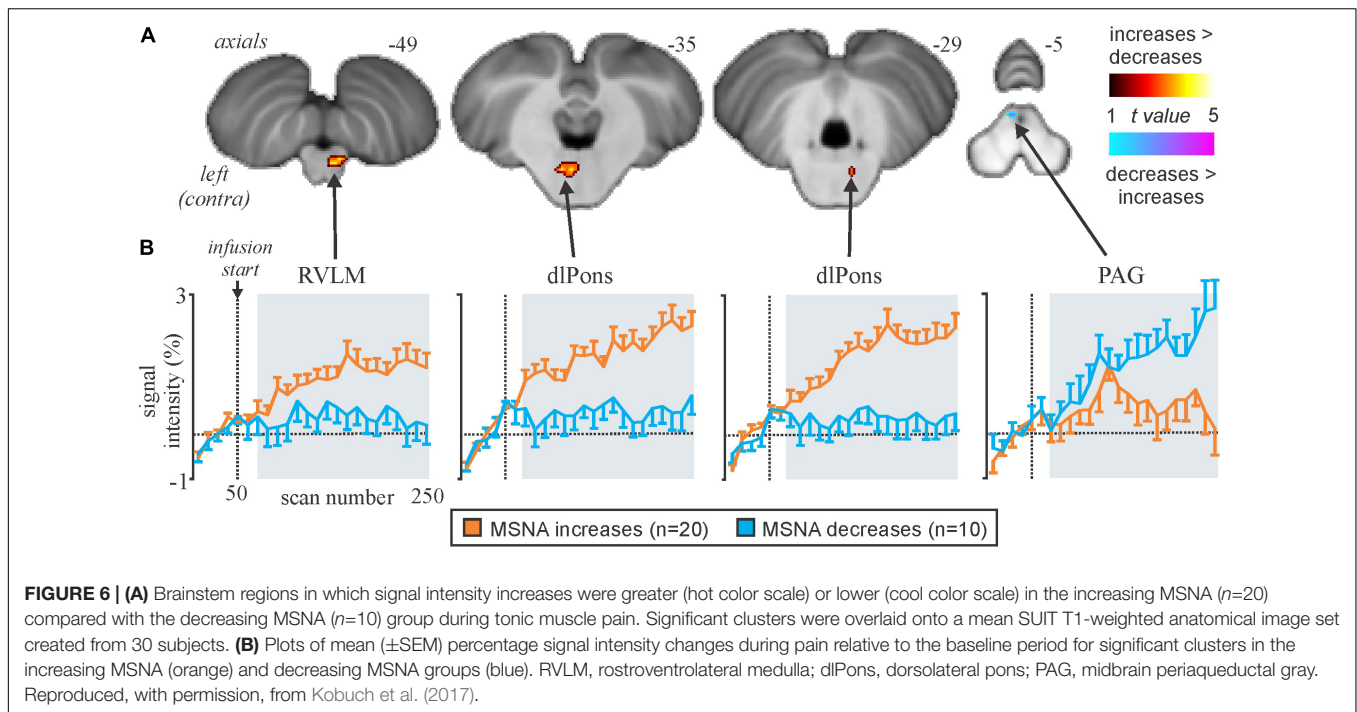 A
axials
-49
-35
-29
-5
increases >
decreases
1 t value 5
decreases >
increases
left
(contra)
B
infusion
start
RVLM
dlPons
dlPons
PAG
3
signal
intensity (%)
-1
50
scan number
250
MSNA increases (n=20)
MSNA decreases (n=10)
FIGURE 6 | (A) Brainstem regions in which signal intensity increases were greater (hot color scale) or lower (cool color scale) in the increasing MSNA (n=20)
compared with the decreasing MSNA (n=10) group during tonic muscle pain. Significant clusters were overlaid onto a mean SUIT T1-weighted anatomical image set
created from 30 subjects. (B) Plots of mean (±SEM) percentage signal intensity changes during pain relative to the baseline period for significant clusters in the
increasing MSNA (orange) and decreasing MSNA groups (blue). RVLM, rostroventrolateral medulla; dlPons, dorsolateral pons; PAG, midbrain periaqueductal gray.
Reproduced, with permission, from Kobuch et al. (2017).